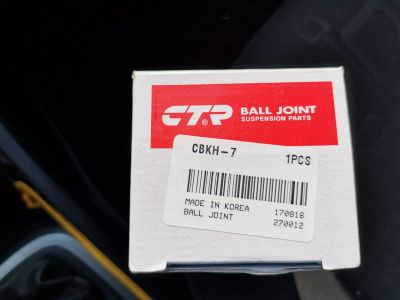 CTR® BALL JOINT
SUSPENSION PARTS
CBKH-7 1PCS
MADE IN KOREA 170816
BALL JOINT 270012